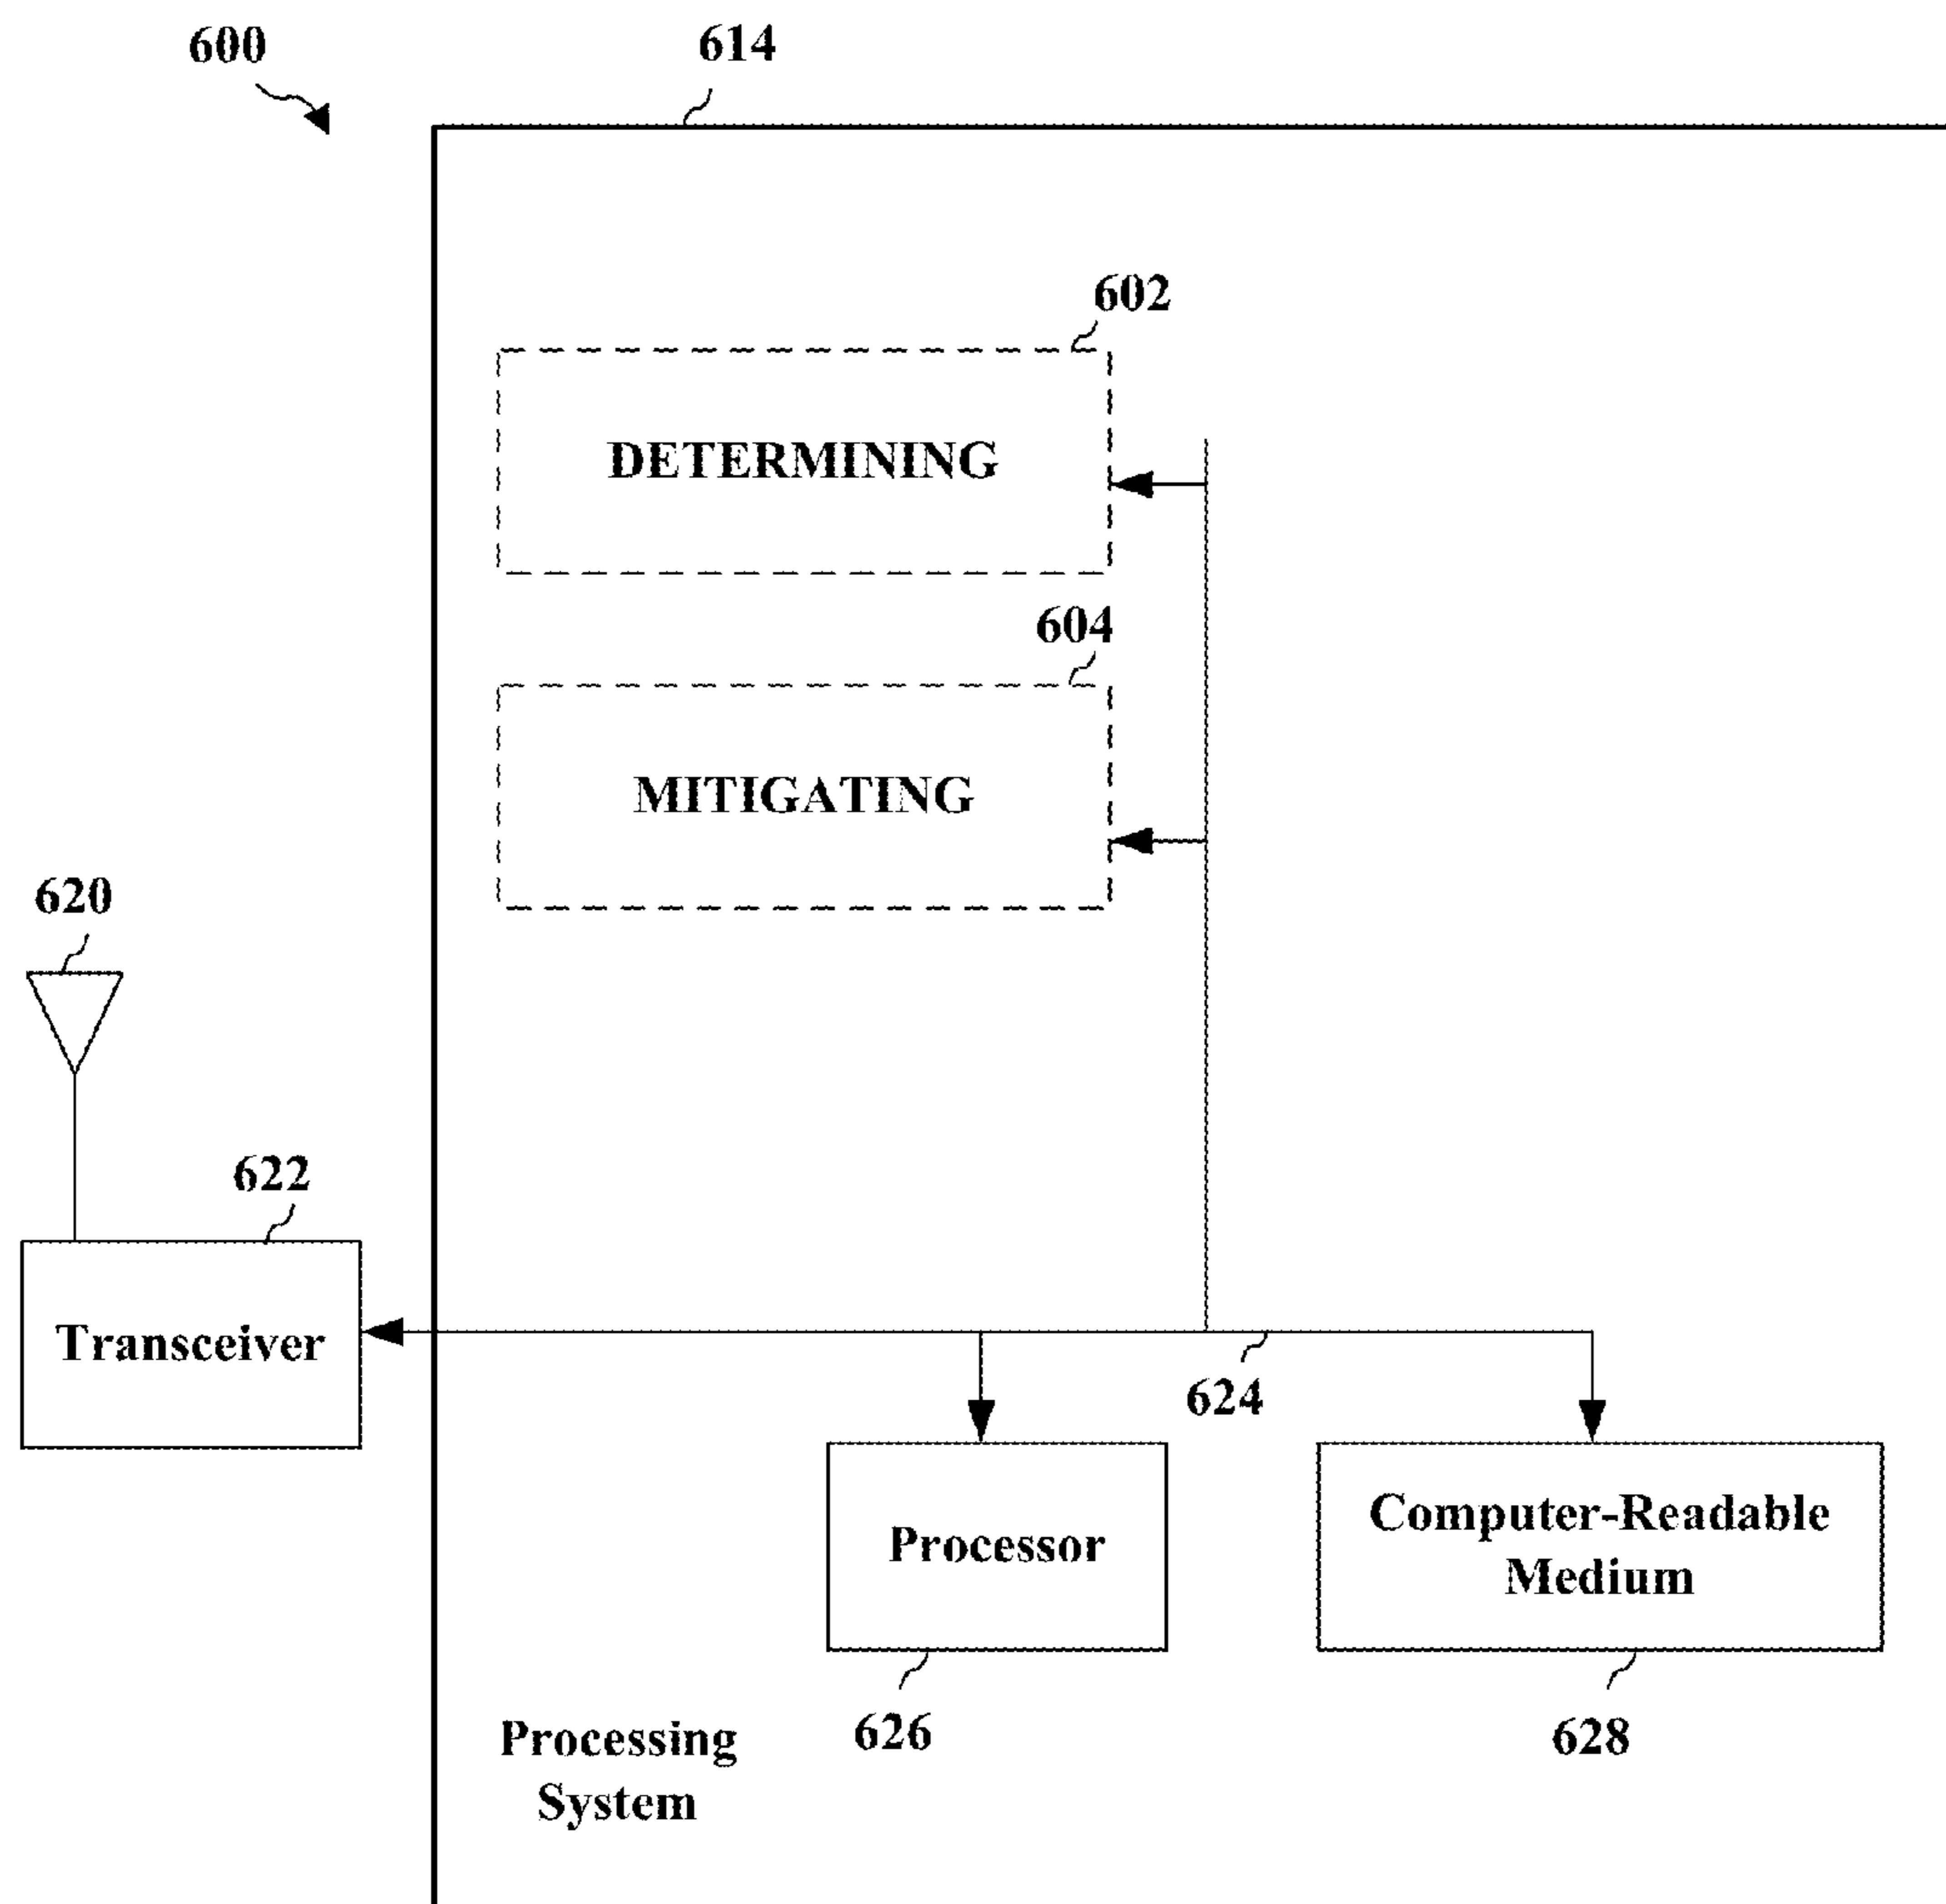 600
614
602
DETERMINING
604
MITIGATING
620
622
Transceiver
624
Processor
Computer-Readable
Medium
626
628
Processing
System